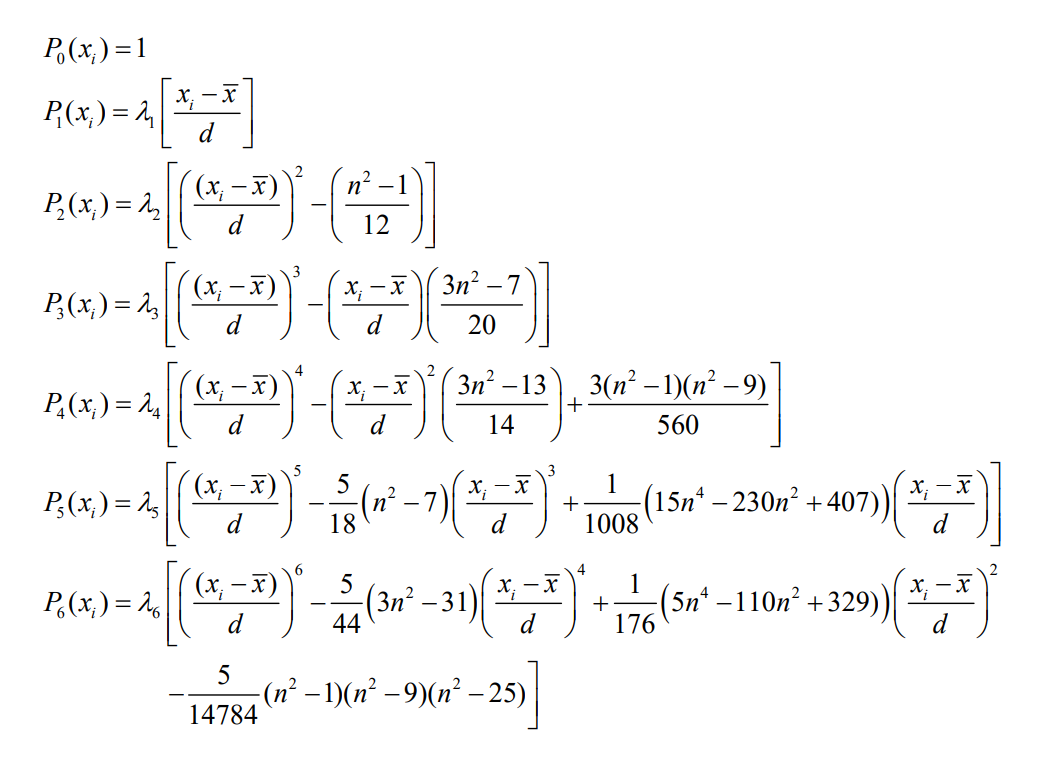 P₀(xᵢ) = 1
P₁(xᵢ) = λ₁[(xᵢ − x̄)/d]
P₂(xᵢ) = λ₂[(((xᵢ − x̄))/d)² − ((n² − 1)/12)]
P₃(xᵢ) = λ₃[(((xᵢ − x̄))/d)³ − ((xᵢ − x̄)/d)((3n² − 7)/20)]
P₄(xᵢ) = λ₄[(((xᵢ − x̄))/d)⁴ − ((xᵢ − x̄)/d)²((3n² − 13)/14) + 3(n² − 1)(n² − 9)/560]
P₅(xᵢ) = λ₅[(((xᵢ − x̄))/d)⁵ − 5/18(n² − 7)((xᵢ − x̄)/d)³ + 1/1008(15n⁴ − 230n² + 407))((xᵢ − x̄)/d)]
P₆(xᵢ) = λ₆[(((xᵢ − x̄))/d)⁶ − 5/44(3n² − 31)((xᵢ − x̄)/d)⁴ + 1/176(5n⁴ − 110n² + 329))((xᵢ − x̄)/d)²
− 5/14784(n² − 1)(n² − 9)(n² − 25)]